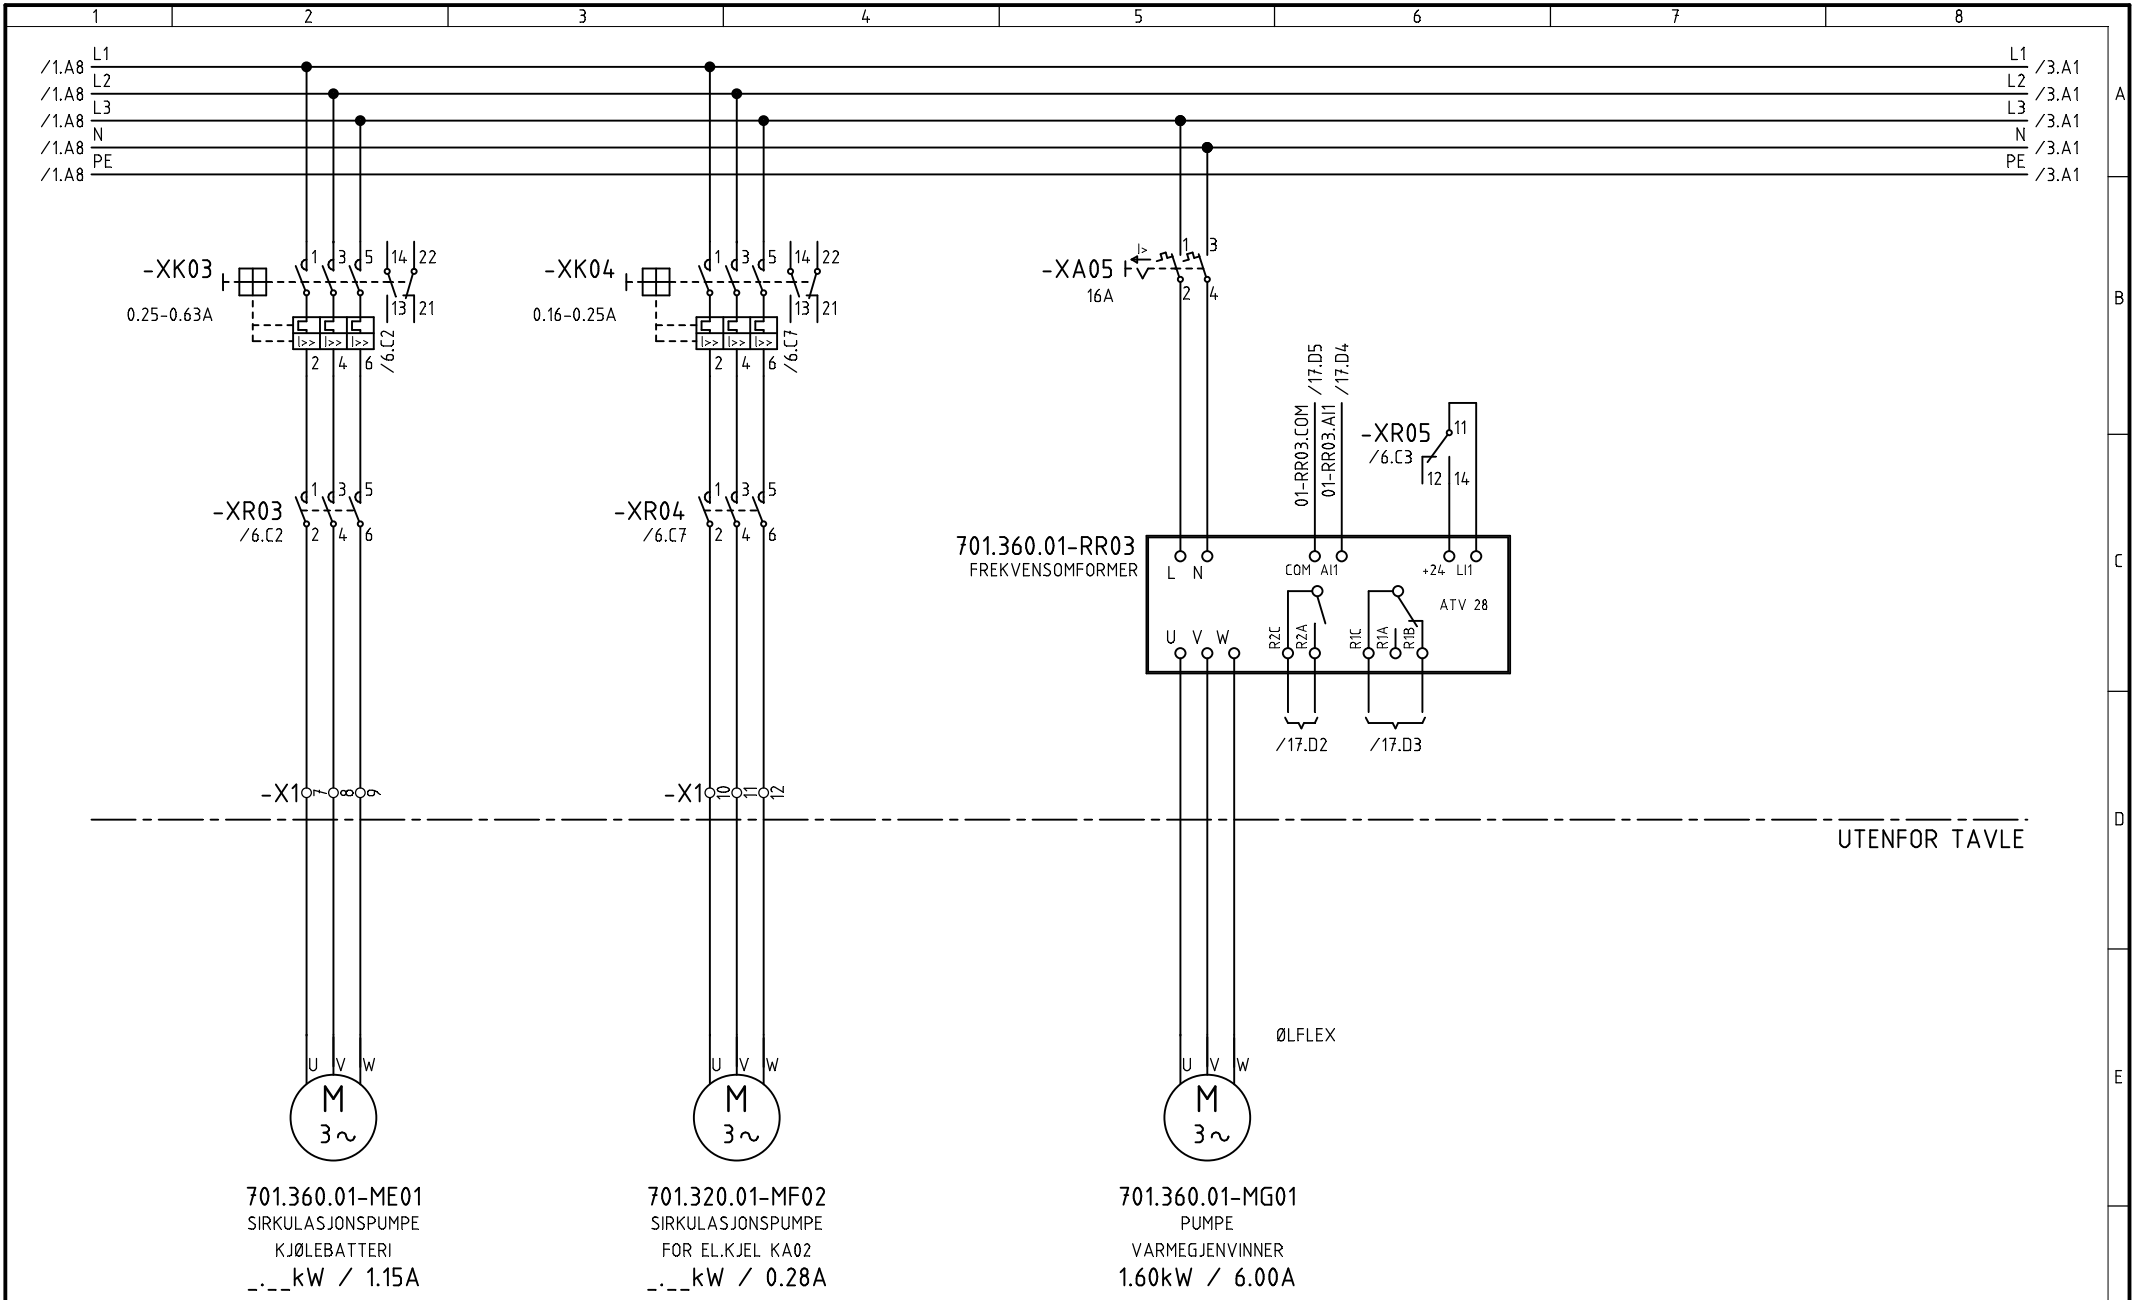 1 2 3 4 5 6 7 8
L1 L1
/1.A8 /3.A1
L2 L2
/1.A8 /3.A1
L3 L3
/1.A8 /3.A1
N N
/1.A8 /3.A1
PE PE
/1.A8 /3.A1
A
B
C
D
E
-XK03
0.25-0.63A
1 3 5 14 22
13 21
I>> I>> I>>
2 4 6
/6.C2
-XK04
0.16-0.25A
1 3 5 14 22
13 21
I>> I>> I>>
2 4 6
/6.C7
-XA05
16A
I>
1 3
2 4
-XR03
/6.C2
1 3 5
2 4 6
-XR04
/6.C7
1 3 5
2 4 6
01-RR03.COM /17.D5
01-RR03.AI1 /17.D4
-XR05
/6.C3
11
12 14
701.360.01-RR03
FREKVENSOMFORMER
L N COM AI1 +24 LI1
ATV 28
U V W R2C R2A R1C R1A R1B
/17.D2 /17.D3
-X1 7 8 9
-X1 10 11 12
UTENFOR TAVLE
ØLFLEX
U V W
M
3~
701.360.01-ME01
SIRKULASJONSPUMPE
KJØLEBATTERI
_.__kW / 1.15A
U V W
M
3~
701.320.01-MF02
SIRKULASJONSPUMPE
FOR EL.KJEL KA02
_.__kW / 0.28A
U V W
M
3~
701.360.01-MG01
PUMPE
VARMEGJENVINNER
1.60kW / 6.00A